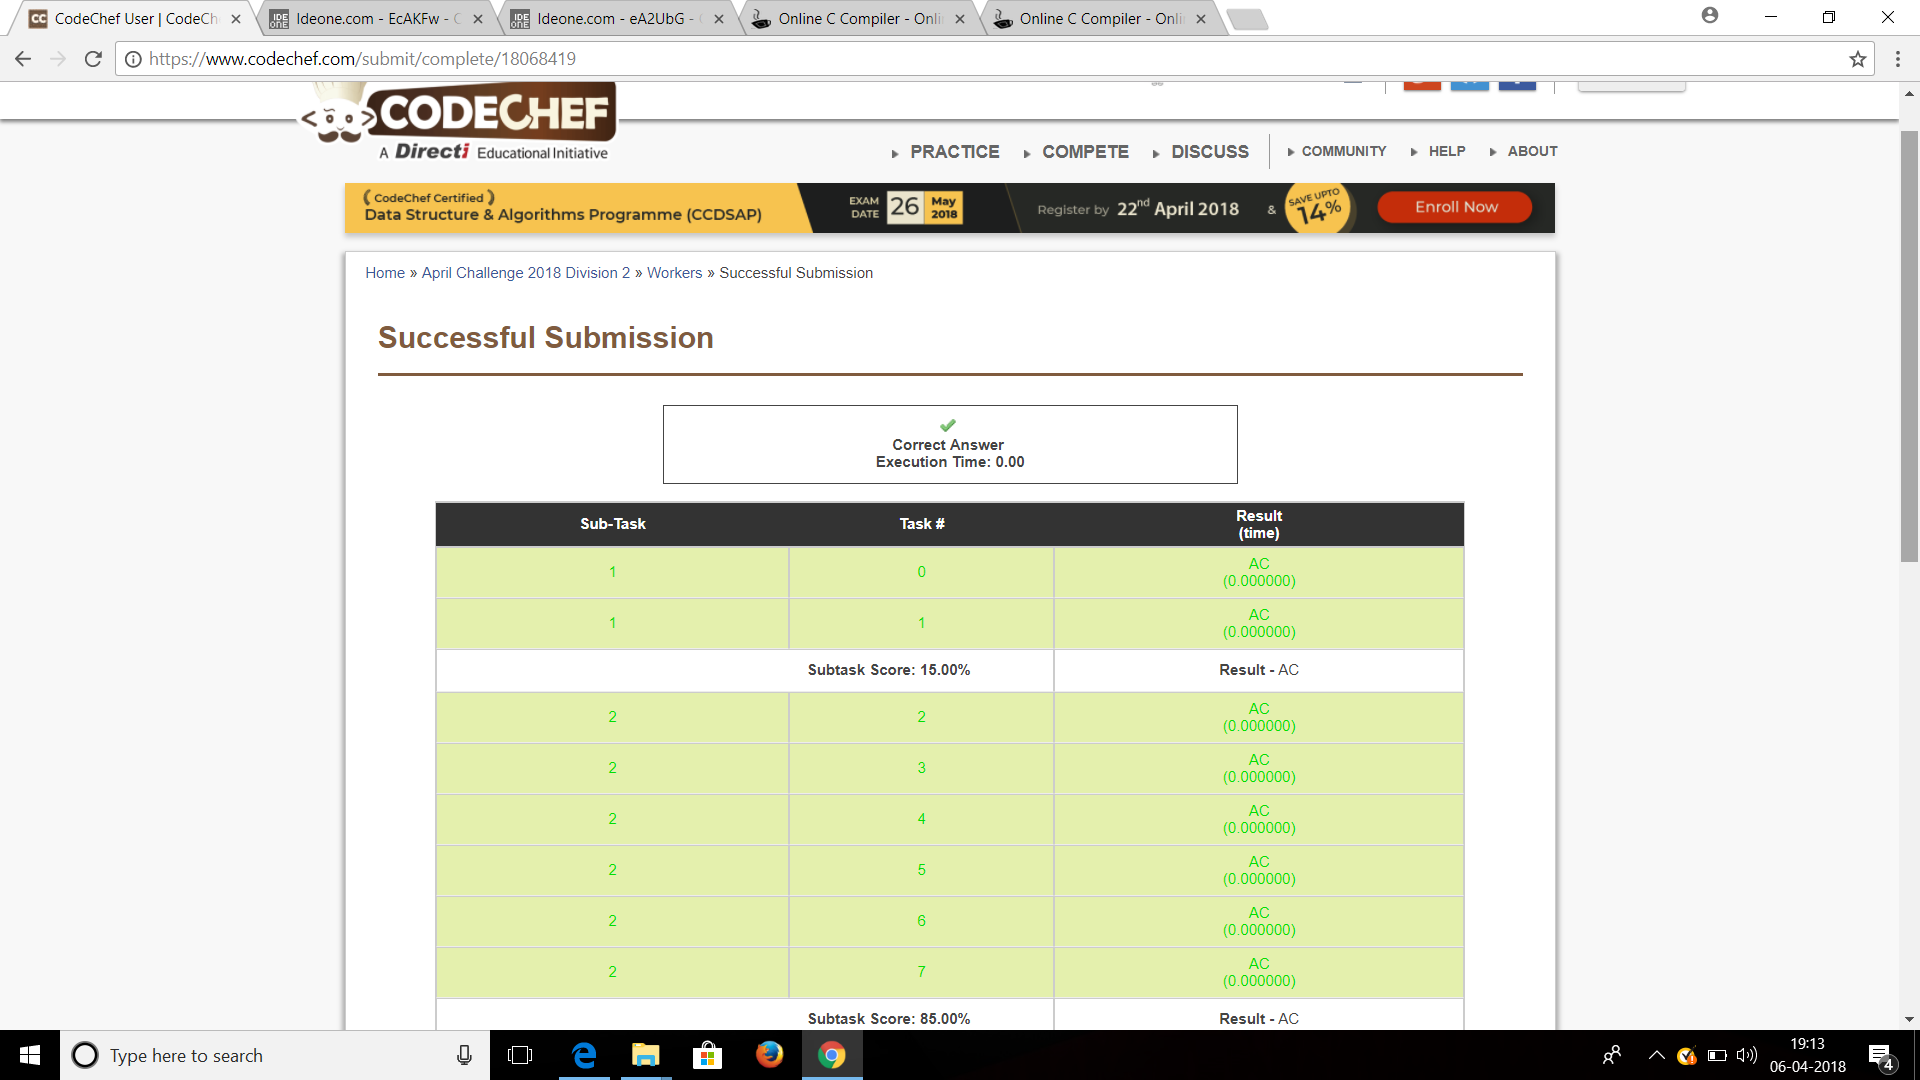 CodeChef User | CodeCh
Ideone.com - EcAKFw - C
Ideone.com - eA2UbG -
Online C Compiler - Onli
Online C Compiler - Onli
https://www.codechef.com/submit/complete/18068419
<CODECHEF
A Directi Educational Initiative
PRACTICE COMPETE DISCUSS COMMUNITY HELP ABOUT
CodeChef Certified
Data Structure & Algorithms Programme (CCDSAP)
EXAM DATE 26 May 2018
Register by 22nd April 2018 &
SAVE UPTO 14%
Enroll Now
Home » April Challenge 2018 Division 2 » Workers » Successful Submission
Successful Submission
Correct Answer
Execution Time: 0.00
Sub-Task Task # Result (time)
1 0 AC (0.000000)
1 1 AC (0.000000)
Subtask Score: 15.00% Result - AC
2 2 AC (0.000000)
2 3 AC (0.000000)
2 4 AC (0.000000)
2 5 AC (0.000000)
2 6 AC (0.000000)
2 7 AC (0.000000)
Subtask Score: 85.00% Result - AC
Type here to search
19:13
06-04-2018
4